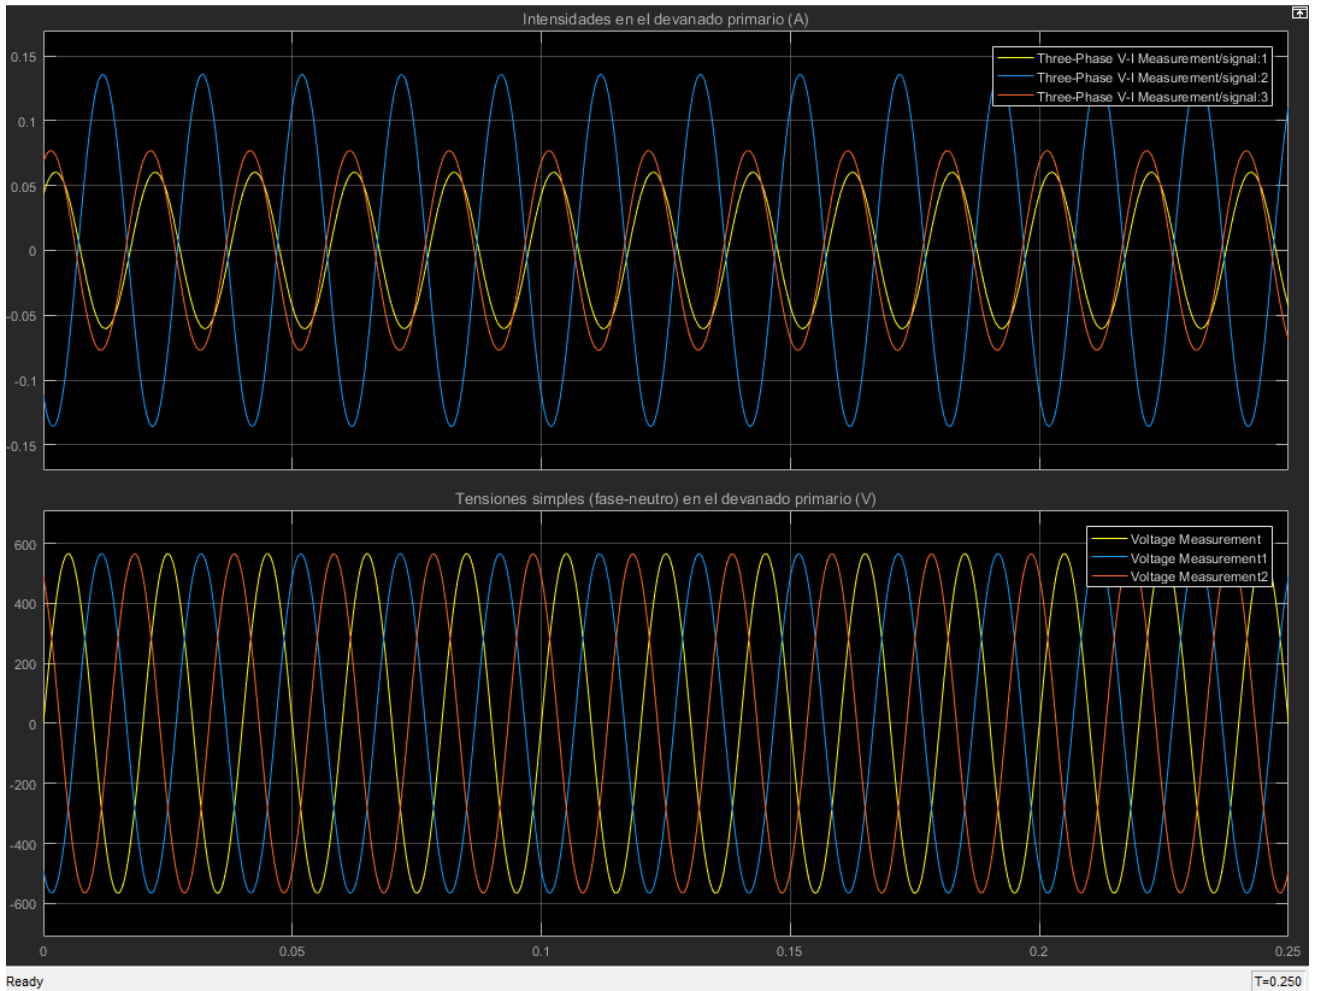 Intensidades en el devanado primario (A)
0.15
0.1
0.05
0
-0.05
-0.1
-0.15
Three-Phase V-I Measurement/signal:1
Three-Phase V-I Measurement/signal:2
Three-Phase V-I Measurement/signal:3
Tensiones simples (fase-neutro) en el devanado primario (V)
600
400
200
0
-200
-400
-600
Voltage Measurement
Voltage Measurement1
Voltage Measurement2
0 0.05 0.1 0.15 0.2 0.25
Ready T=0.250